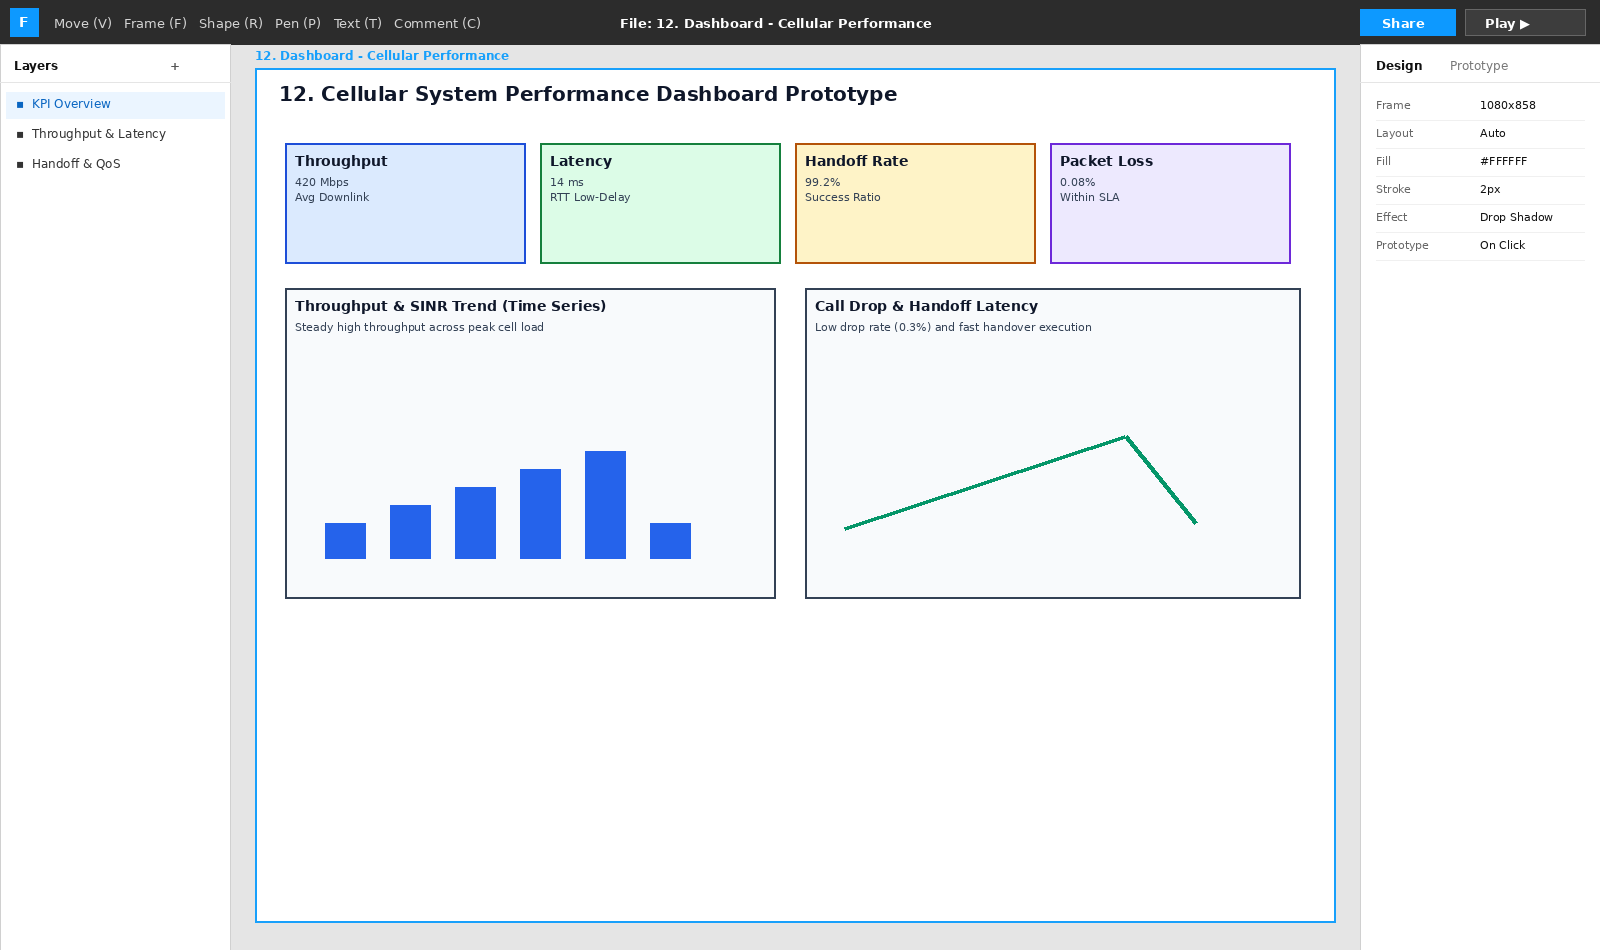 F Move (V) Frame (F) Shape (R) Pen (P) Text (T) Comment (C) File: 12. Dashboard - Cellular Performance Share Play ▶
Layers +
KPI Overview
Throughput & Latency
Handoff & QoS
12. Dashboard - Cellular Performance
12. Cellular System Performance Dashboard Prototype
Throughput
420 Mbps
Avg Downlink
Latency
14 ms
RTT Low-Delay
Handoff Rate
99.2%
Success Ratio
Packet Loss
0.08%
Within SLA
Throughput & SINR Trend (Time Series)
Steady high throughput across peak cell load
Call Drop & Handoff Latency
Low drop rate (0.3%) and fast handover execution
Design Prototype
Frame 1080x858
Layout Auto
Fill #FFFFFF
Stroke 2px
Effect Drop Shadow
Prototype On Click